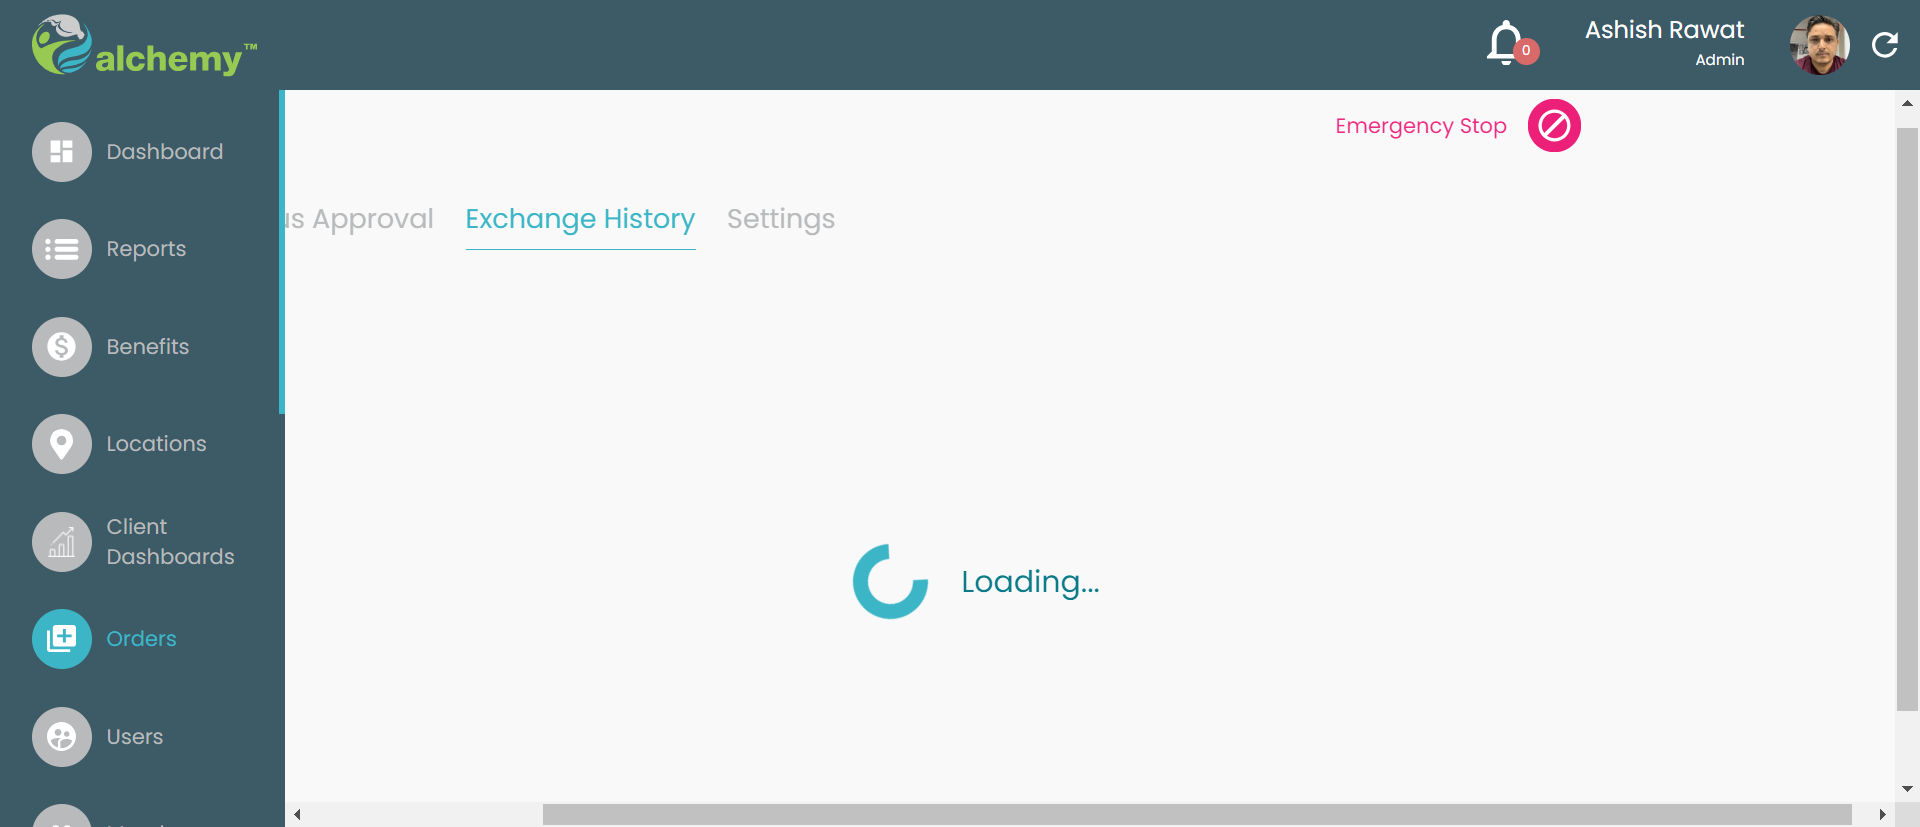 alchemy™
0
Ashish Rawat
Admin
Dashboard
Reports
Benefits
Locations
Client
Dashboards
Orders
Users
Emergency Stop
us Approval
Exchange History
Settings
Loading...